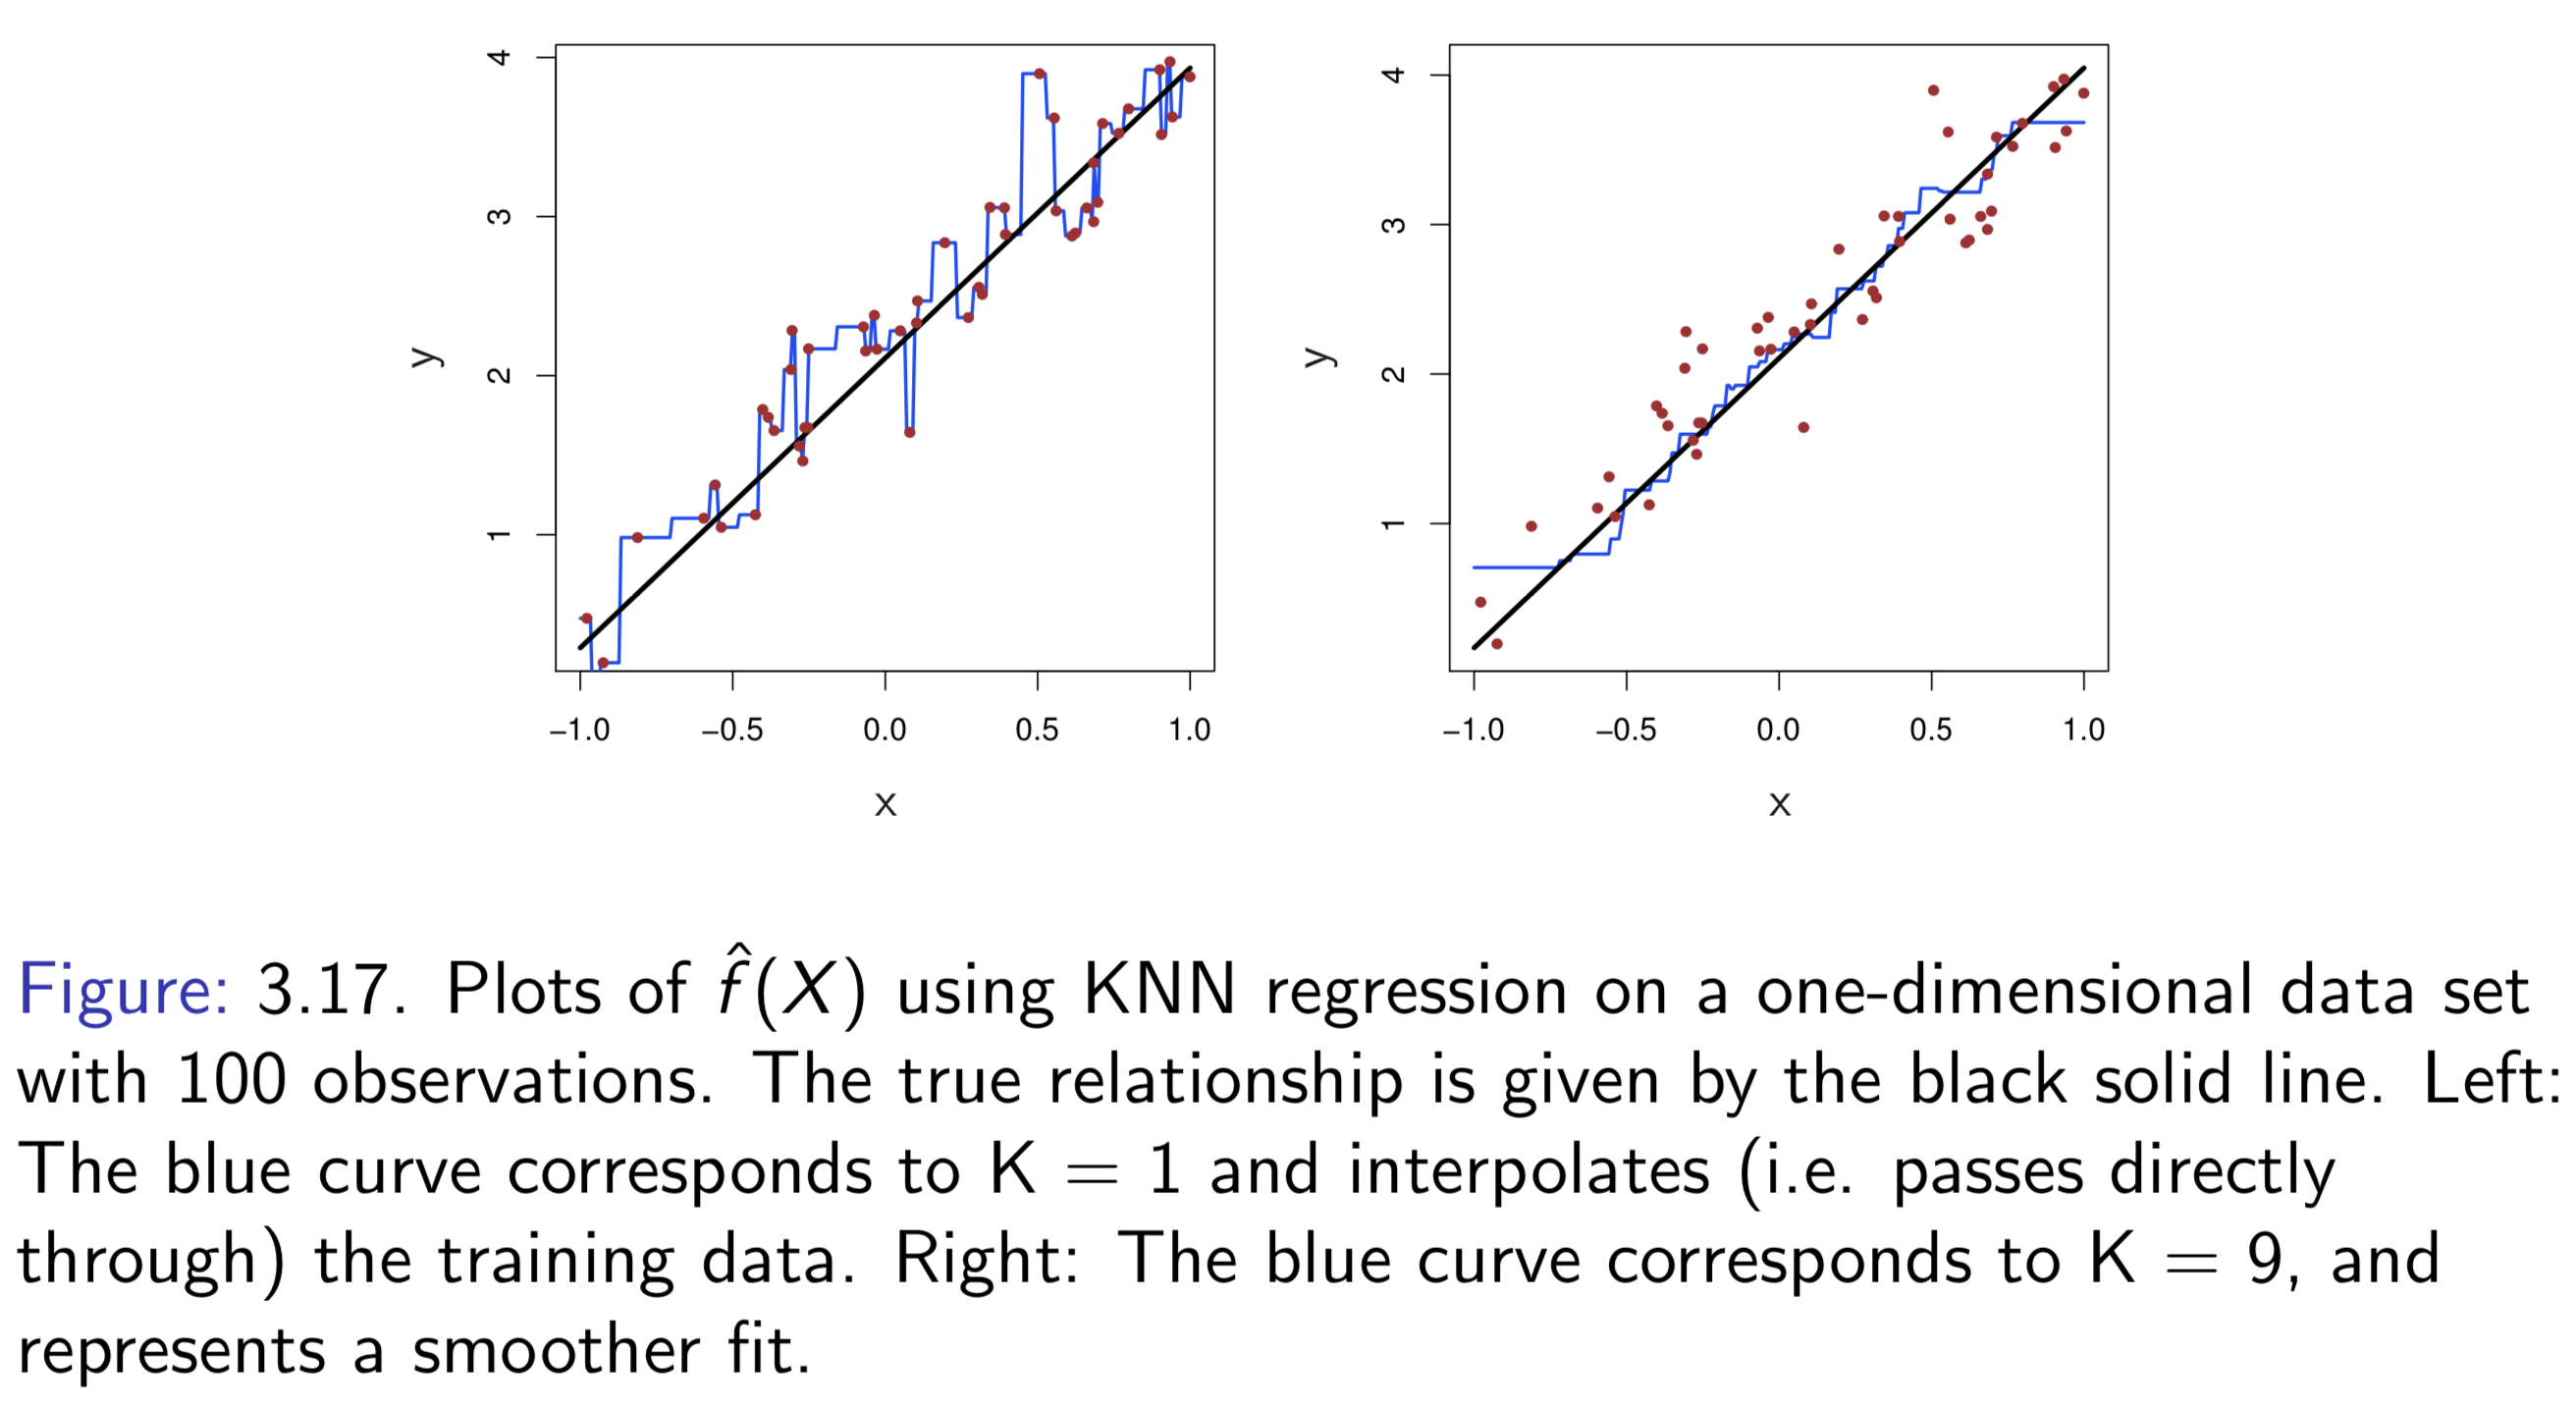 4
3
2
1
y
−1.0 −0.5 0.0 0.5 1.0
x
4
3
2
1
y
−1.0 −0.5 0.0 0.5 1.0
x
Figure: 3.17. Plots of f̂(X) using KNN regression on a one-dimensional data set
with 100 observations. The true relationship is given by the black solid line. Left:
The blue curve corresponds to K = 1 and interpolates (i.e. passes directly
through) the training data. Right: The blue curve corresponds to K = 9, and
represents a smoother fit.